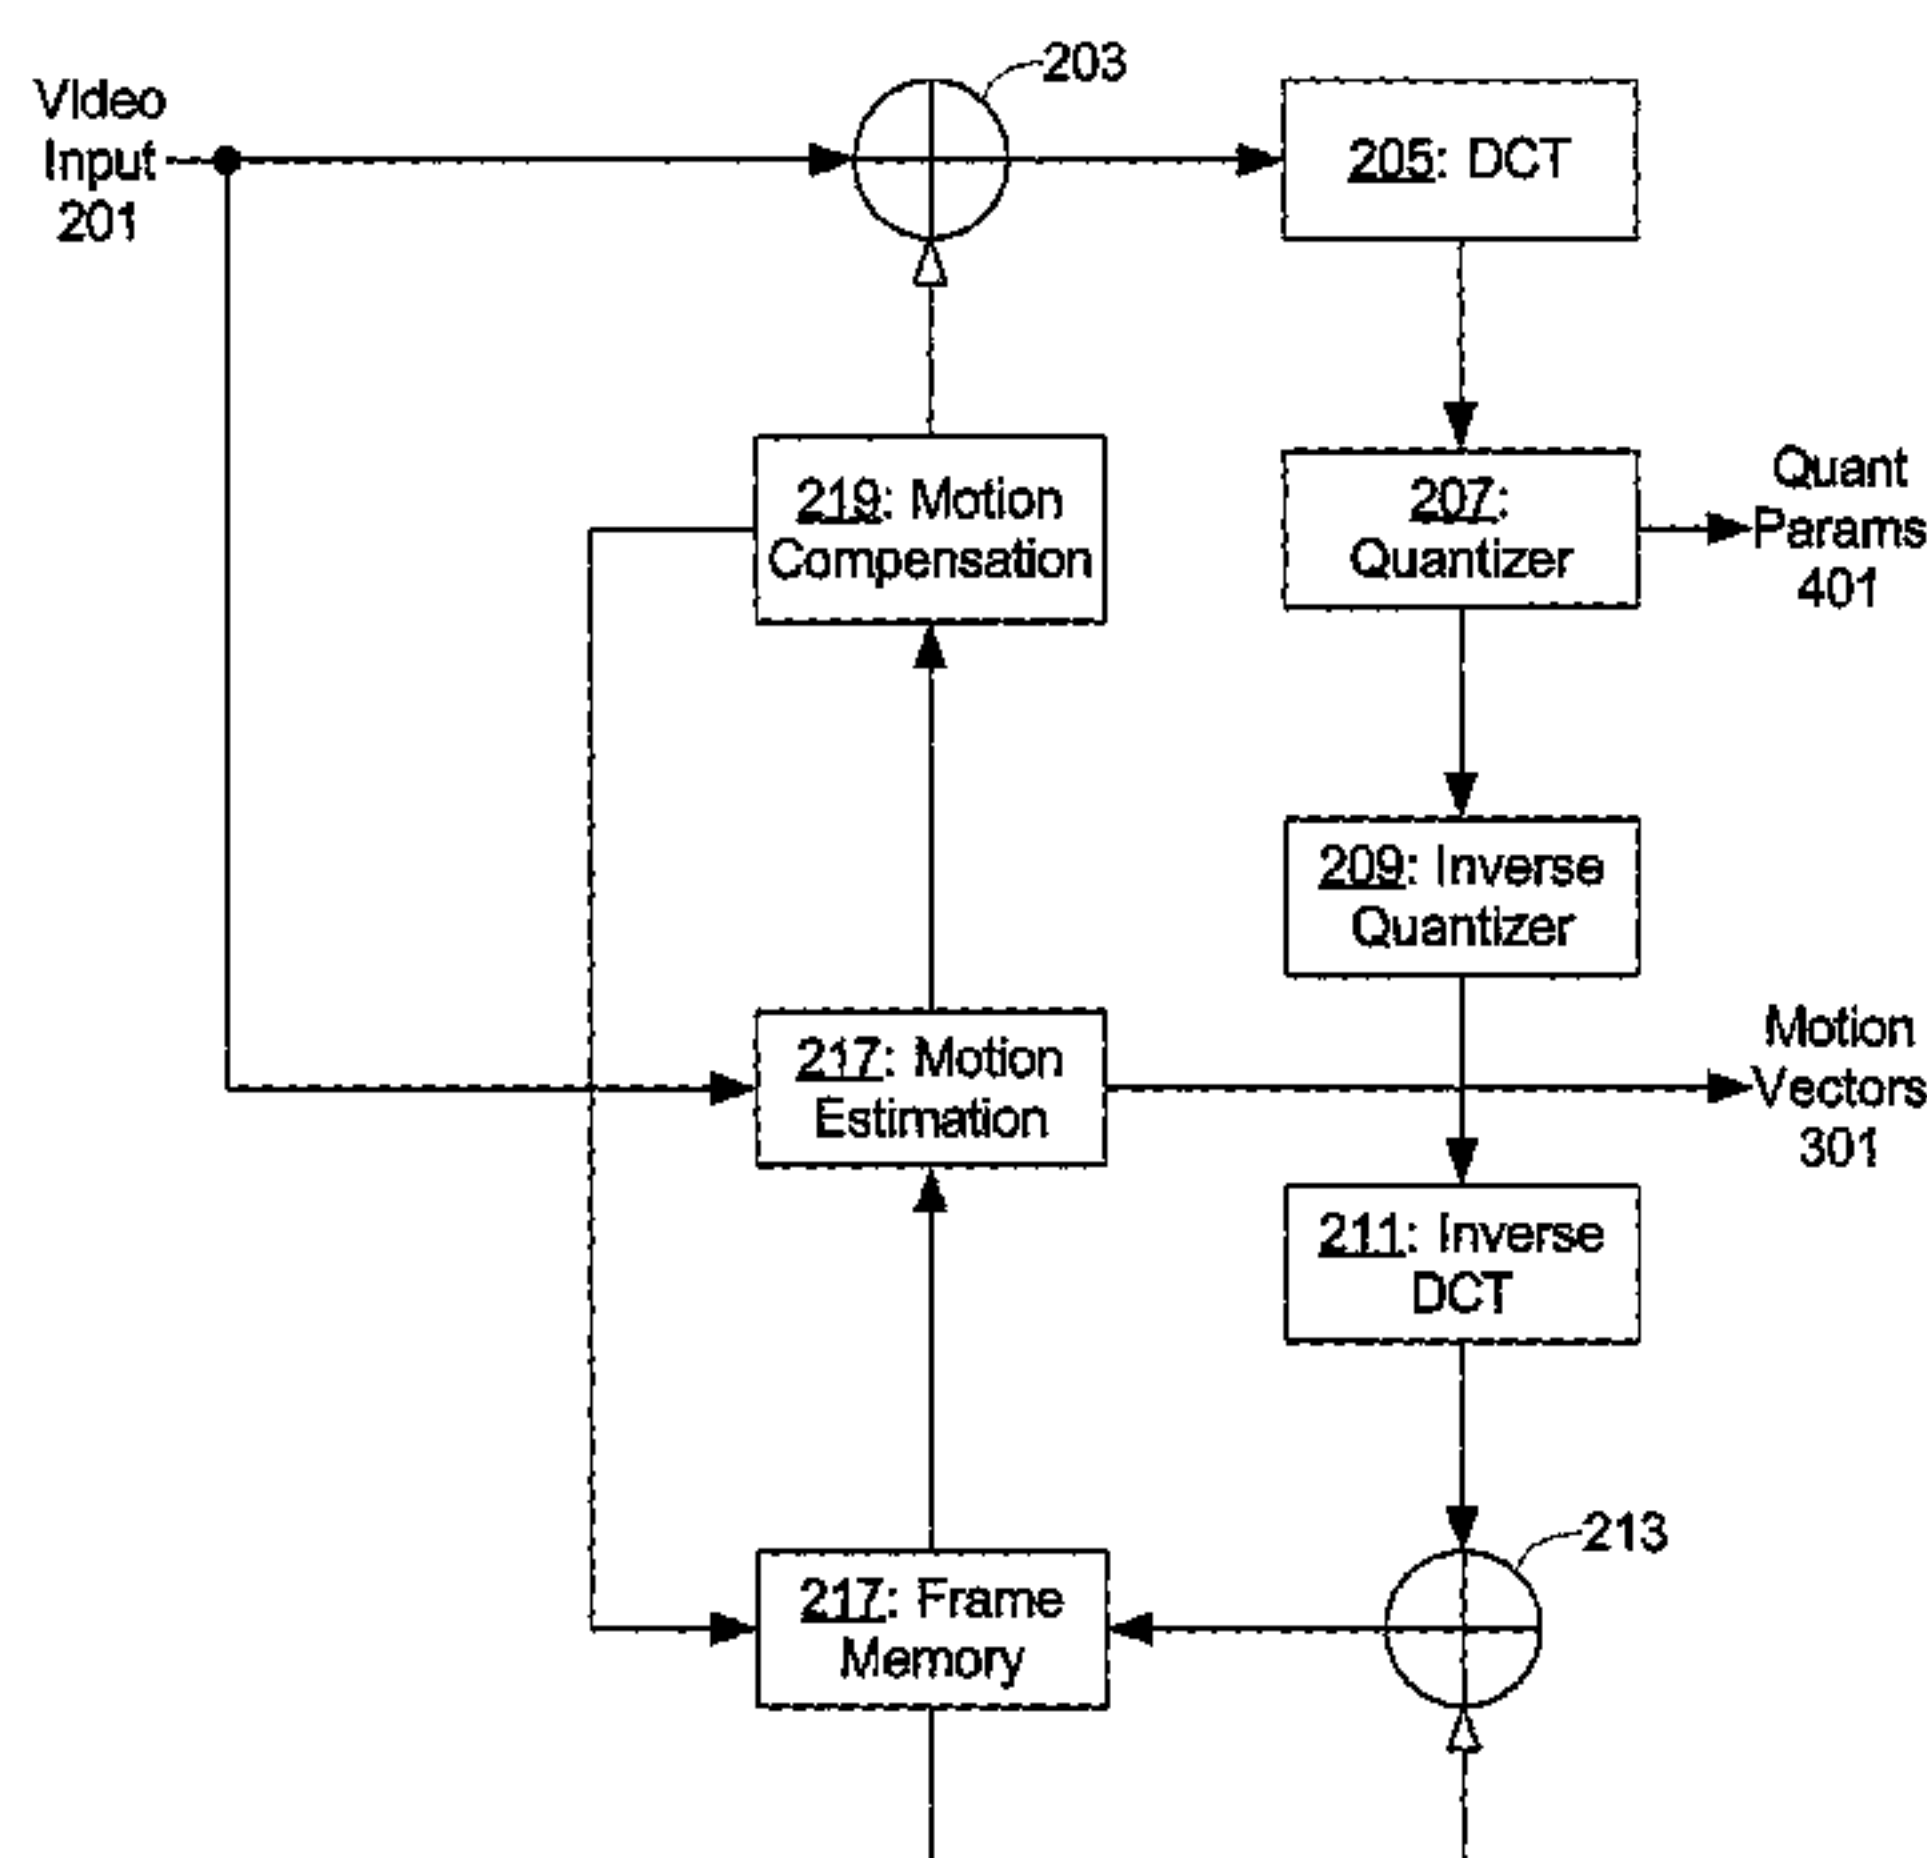 Video
Input
201
203
205: DCT
219: Motion
Compensation
207:
Quantizer
Quant
Params
401
209: Inverse
Quantizer
217: Motion
Estimation
Motion
Vectors
301
211: Inverse
DCT
213
217: Frame
Memory